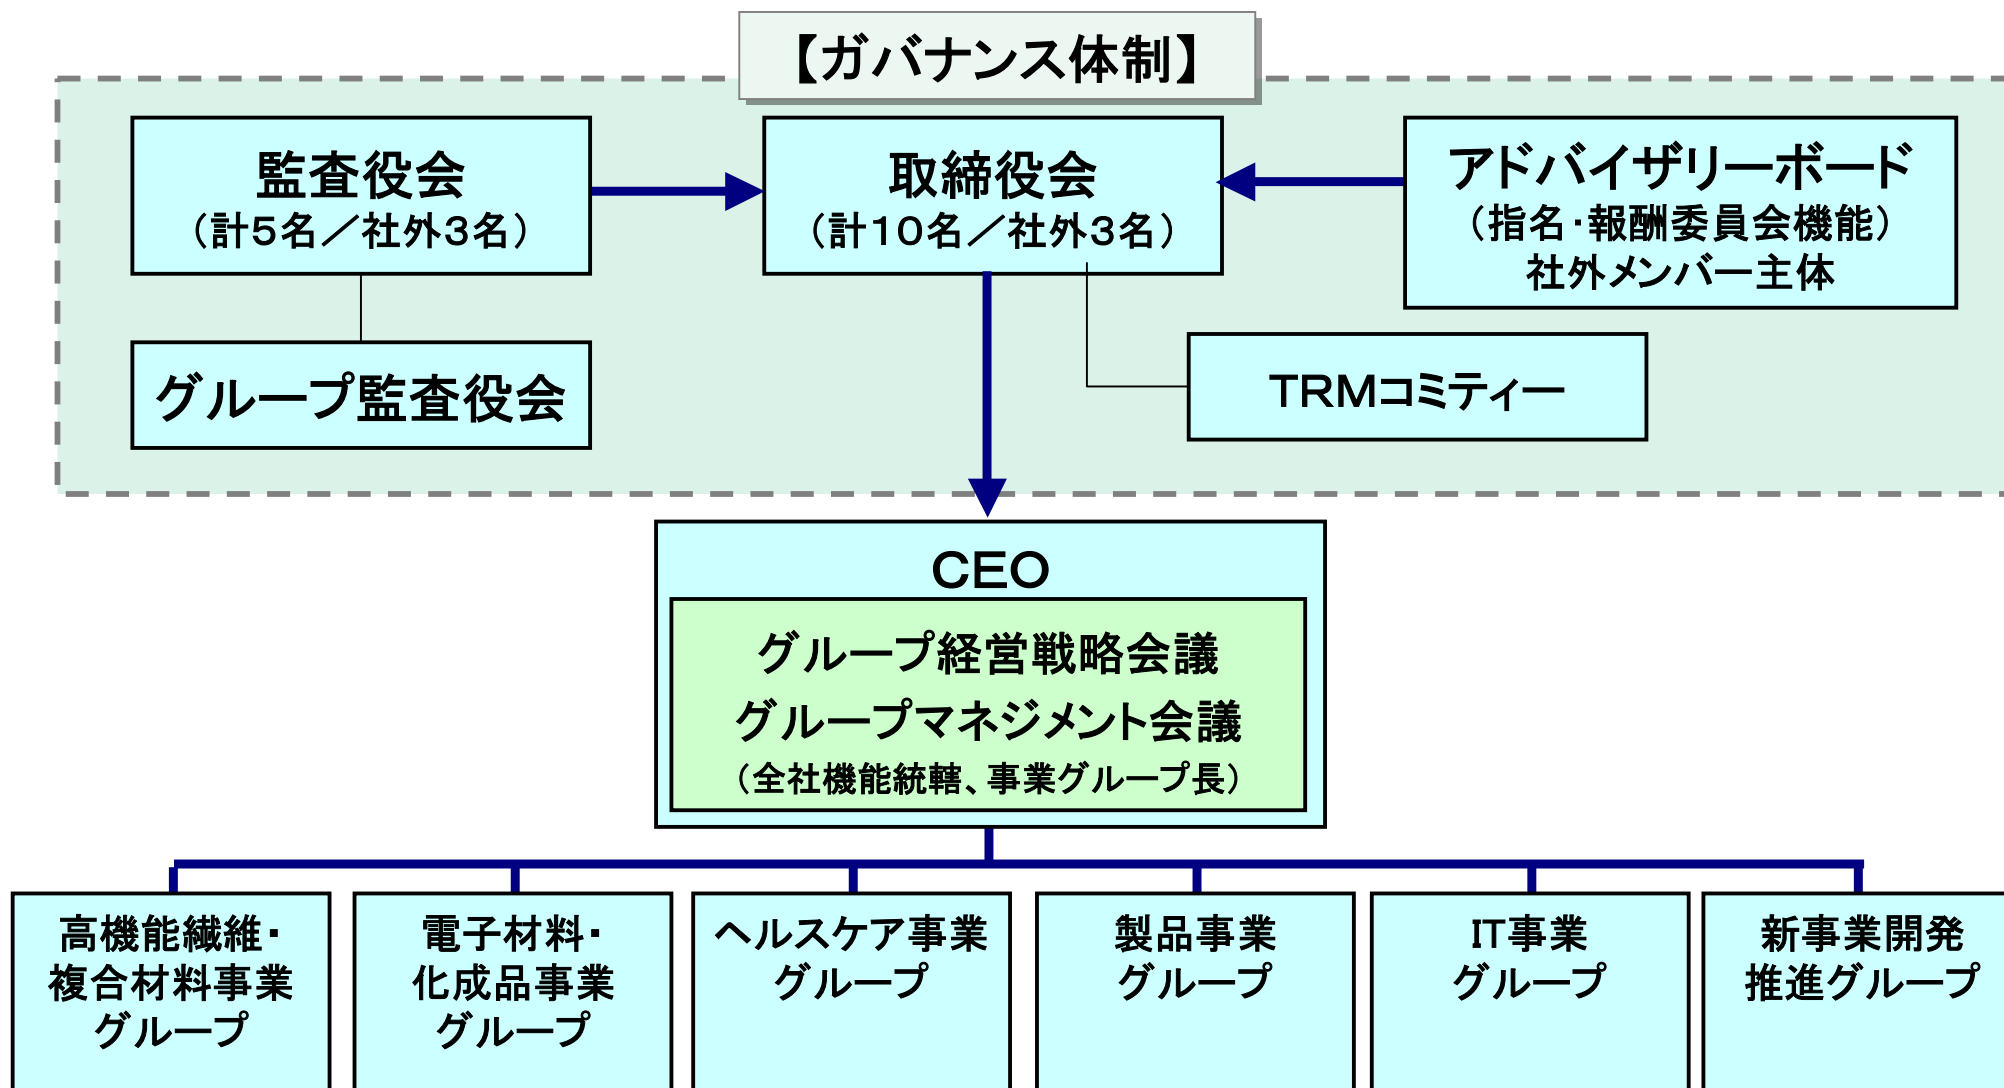 【ガバナンス体制】
監査役会
（計５名／社外３名）
取締役会
（計１０名／社外３名）
アドバイザリーボード
（指名・報酬委員会機能）
社外メンバー主体
グループ監査役会
ＴＲＭコミティー
ＣＥＯ
グループ経営戦略会議
グループマネジメント会議
（全社機能統轄、事業グループ長）
高機能繊維・
複合材料事業
グループ
電子材料・
化成品事業
グループ
ヘルスケア事業
グループ
製品事業
グループ
IT事業
グループ
新事業開発
推進グループ